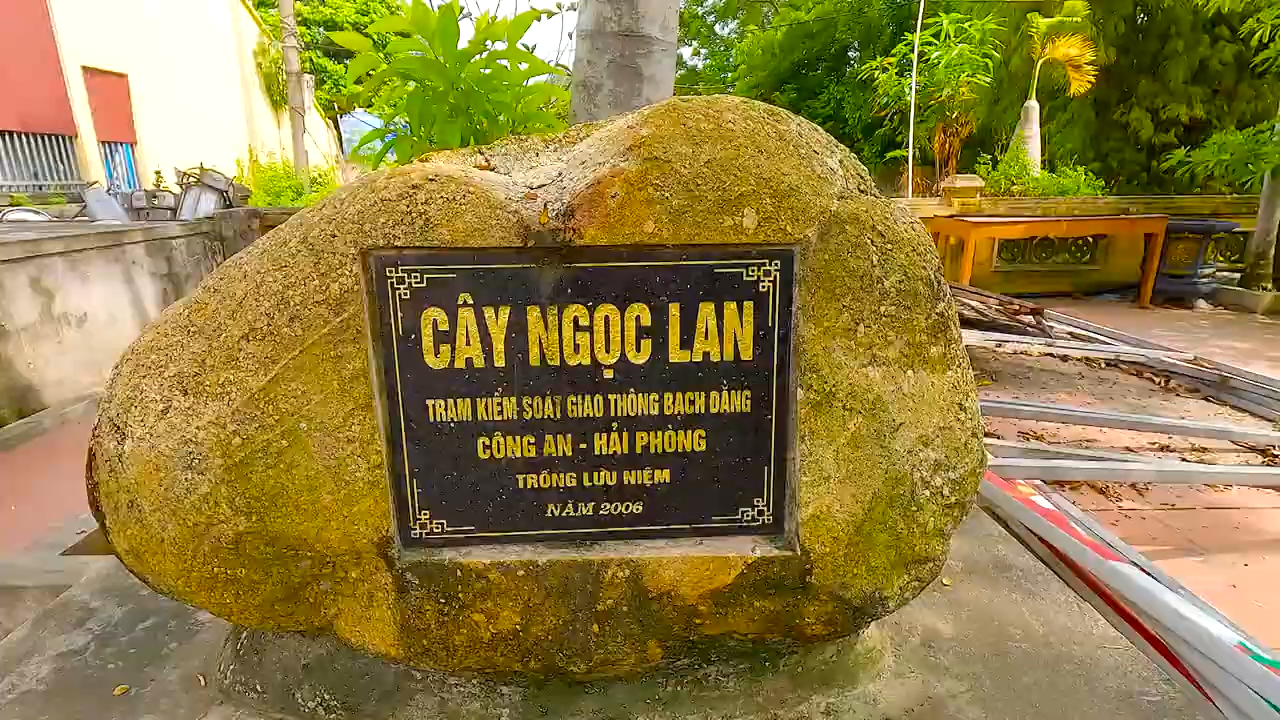 CÂY NGỌC LAN
TRẠM KIỂM SOÁT GIAO THÔNG BẠCH ĐẰNG
CÔNG AN - HẢI PHÒNG
TRỒNG LƯU NIỆM
NĂM 2006